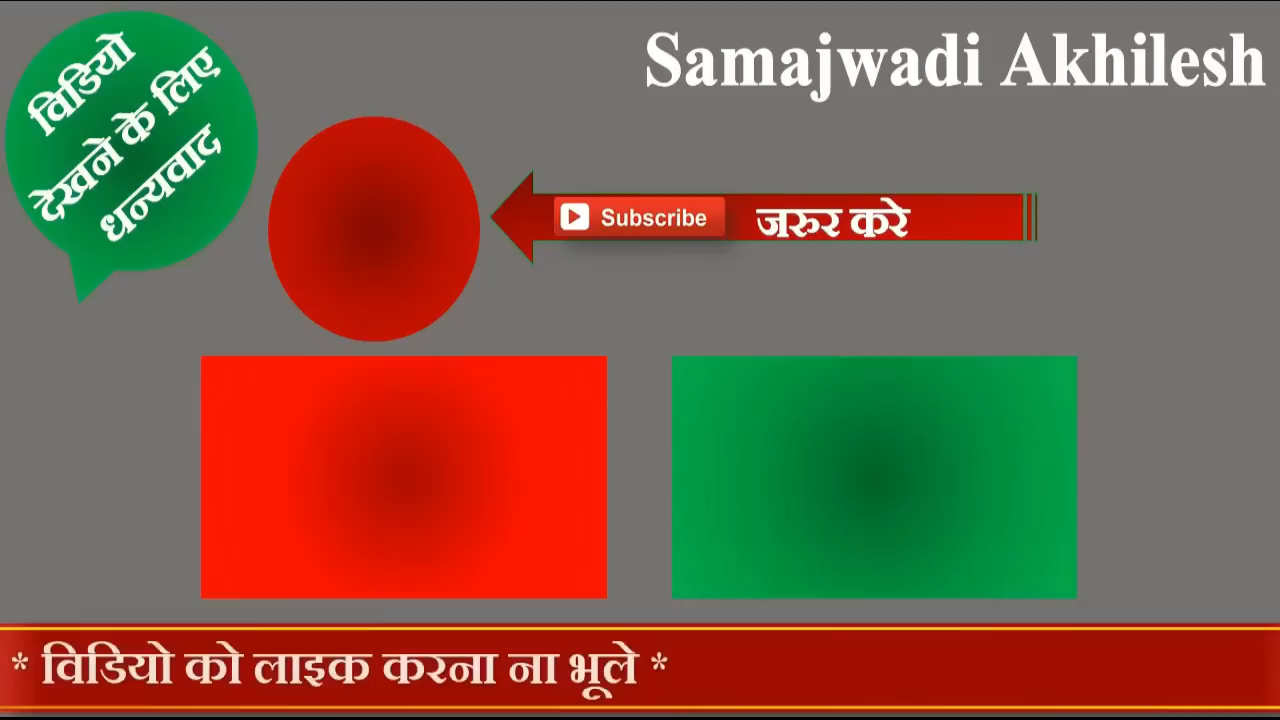 Samajwadi Akhilesh
विडियो
देखने के लिए
धन्यवाद
Subscribe जरुर करे
* विडियो को लाइक करना ना भूले *